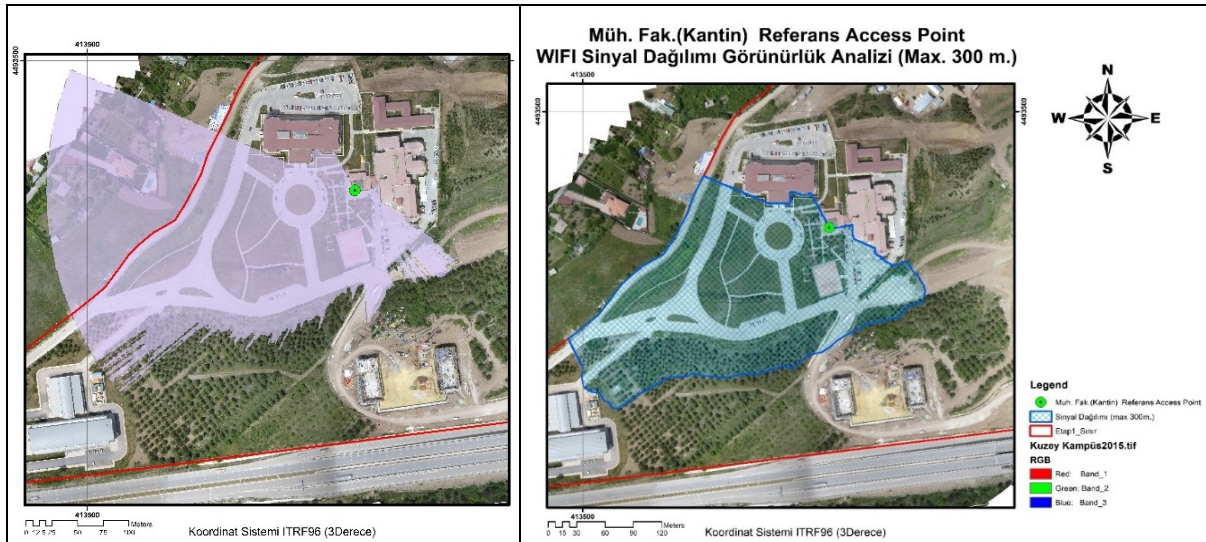 413500
4493500
413500
0 12.5 25 50 75 100
Meters
Koordinat Sistemi ITRF96 (3Derece)
Müh. Fak.(Kantin) Referans Access Point
WIFI Sinyal Dağılımı Görünürlük Analizi (Max. 300 m.)
413500
4493500
4493500
413500
0 15 30 60 90 120
Meters
Koordinat Sistemi ITRF96 (3Derece)
N
W E
S
Legend
Muh. Fak.(Kantin) Referans Access Point
Sinyal Dağılımı (max 300m.)
Etap1_Sınır
Kuzey Kampüs2015.tif
RGB
Red: Band_1
Green: Band_2
Blue: Band_3